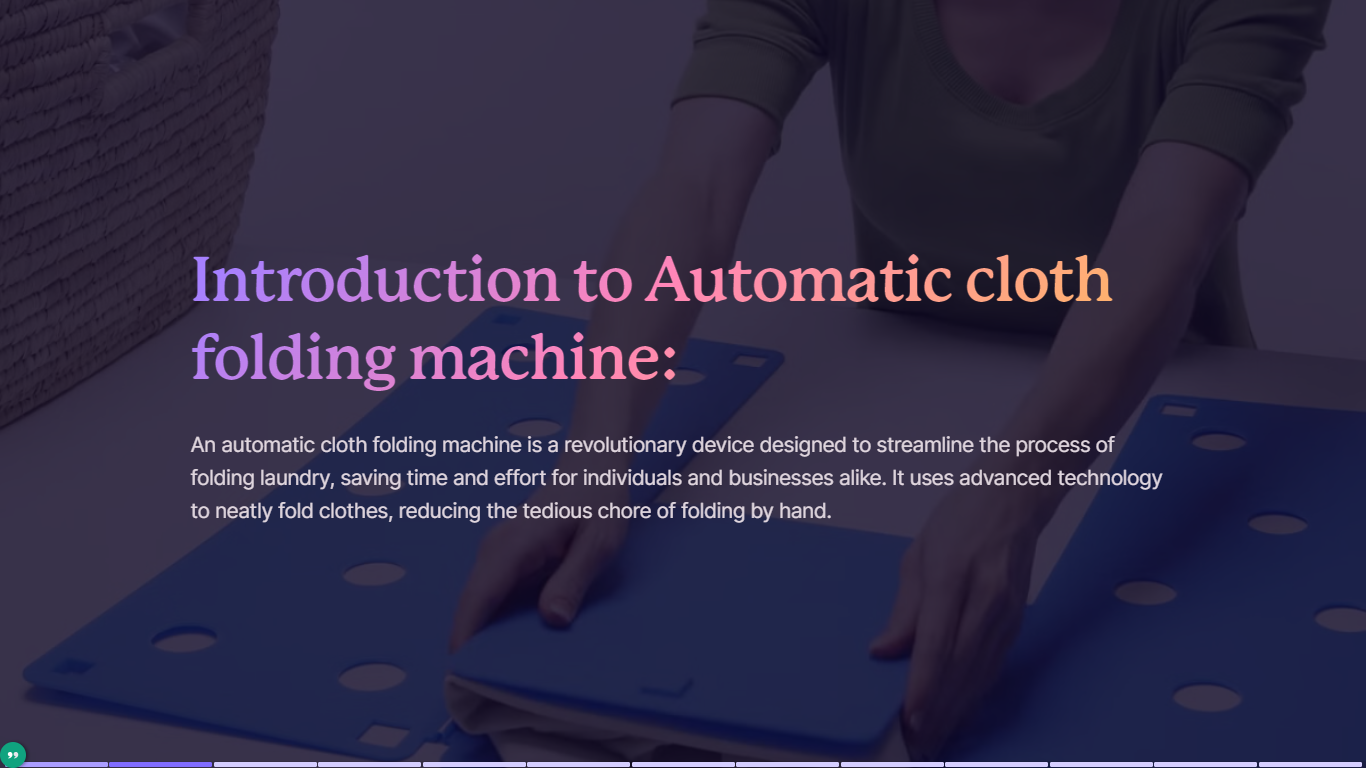 Introduction to Automatic cloth
folding machine:
An automatic cloth folding machine is a revolutionary device designed to streamline the process of
folding laundry, saving time and effort for individuals and businesses alike. It uses advanced technology
to neatly fold clothes, reducing the tedious chore of folding by hand.